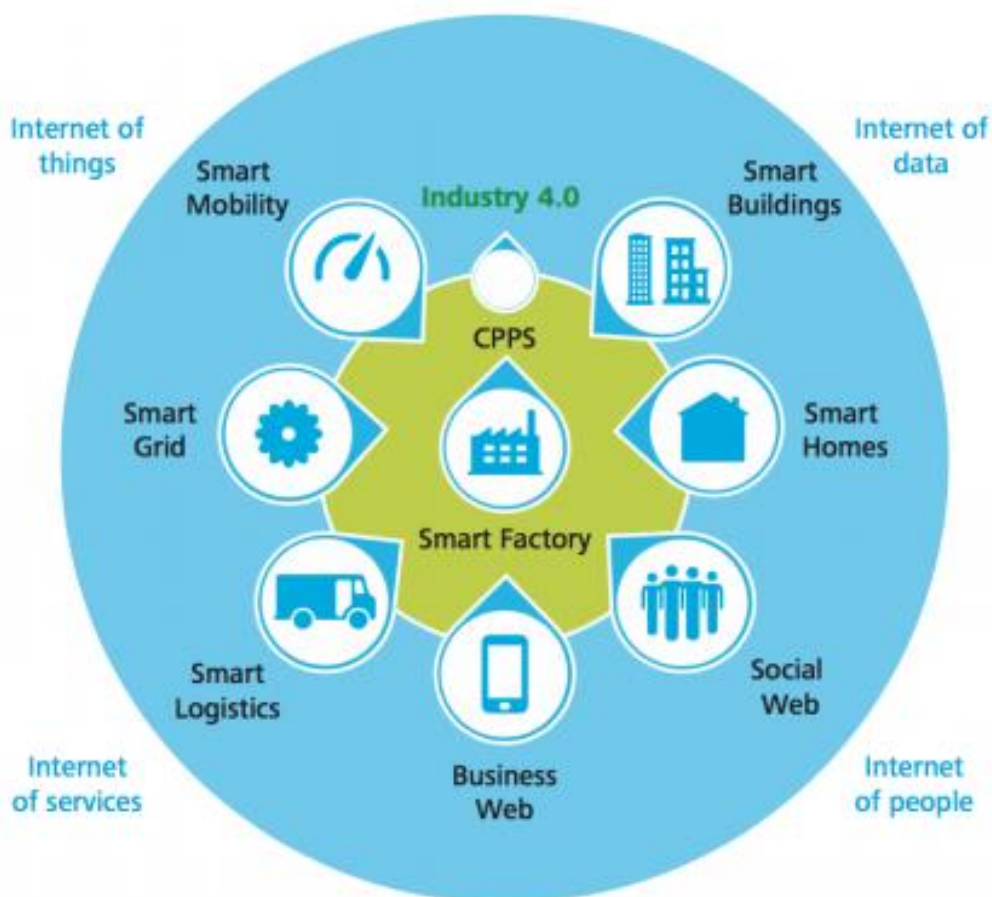 Internet of
things
Internet of
data
Smart
Mobility
Industry 4.0
Smart
Buildings
CPPS
Smart
Grid
Smart
Homes
Smart Factory
Smart
Logistics
Social
Web
Business
Web
Internet
of services
Internet
of people